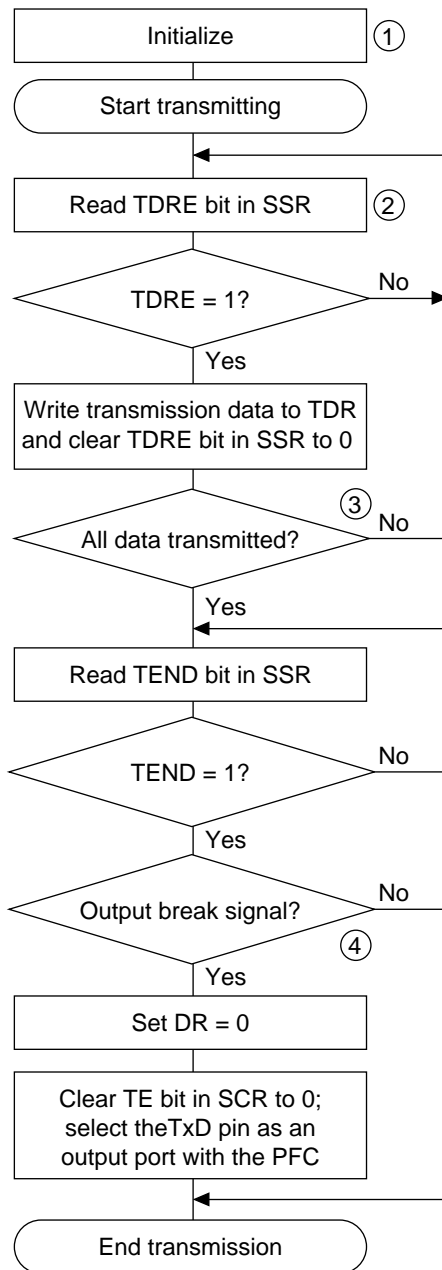 Initialize
①
Start transmitting
Read TDRE bit in SSR
②
TDRE = 1?
No
Yes
Write transmission data to TDR
and clear TDRE bit in SSR to 0
③
All data transmitted?
No
Yes
Read TEND bit in SSR
TEND = 1?
No
Yes
Output break signal?
No
④
Yes
Set DR = 0
Clear TE bit in SCR to 0;
select theTxD pin as an
output port with the PFC
End transmission